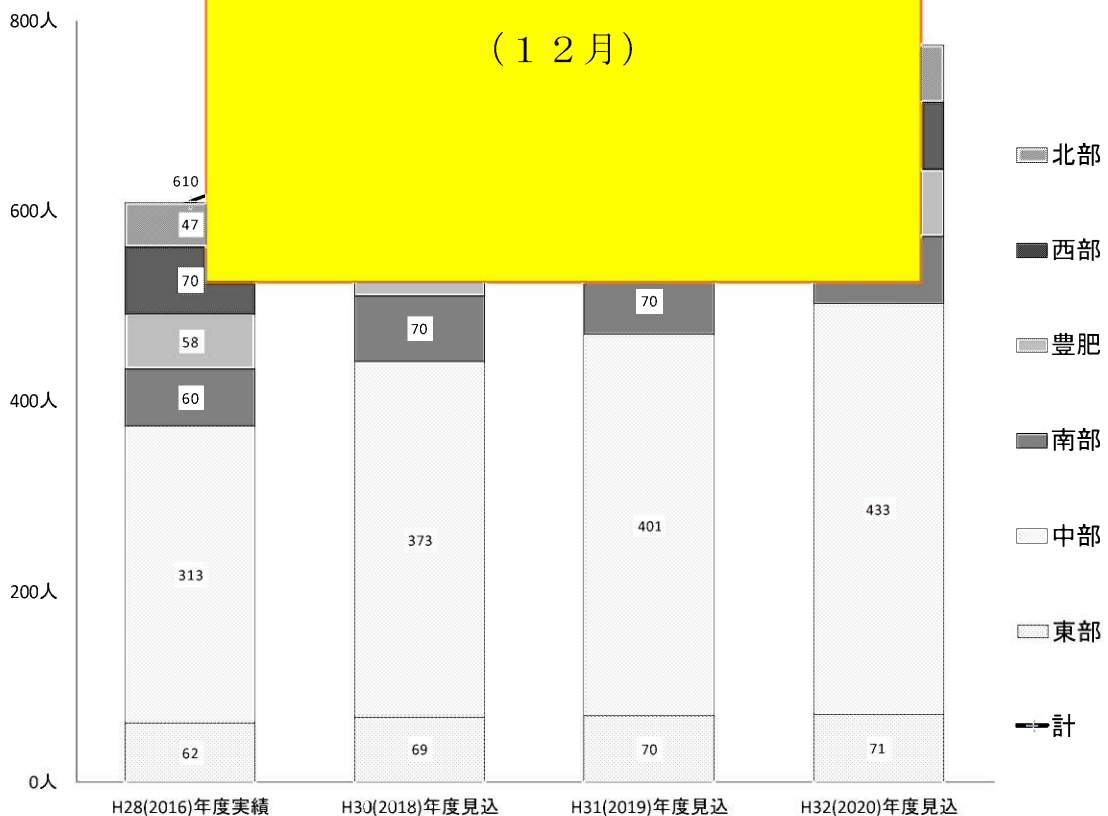 800人
（１２月）
610
600人
47
70
58
60
313
62
70
373
69
70
401
70
433
71
400人
200人
0人
H28(2016)年度実績
H30(2018)年度見込
H31(2019)年度見込
H32(2020)年度見込
北部
西部
豊肥
南部
中部
東部
計